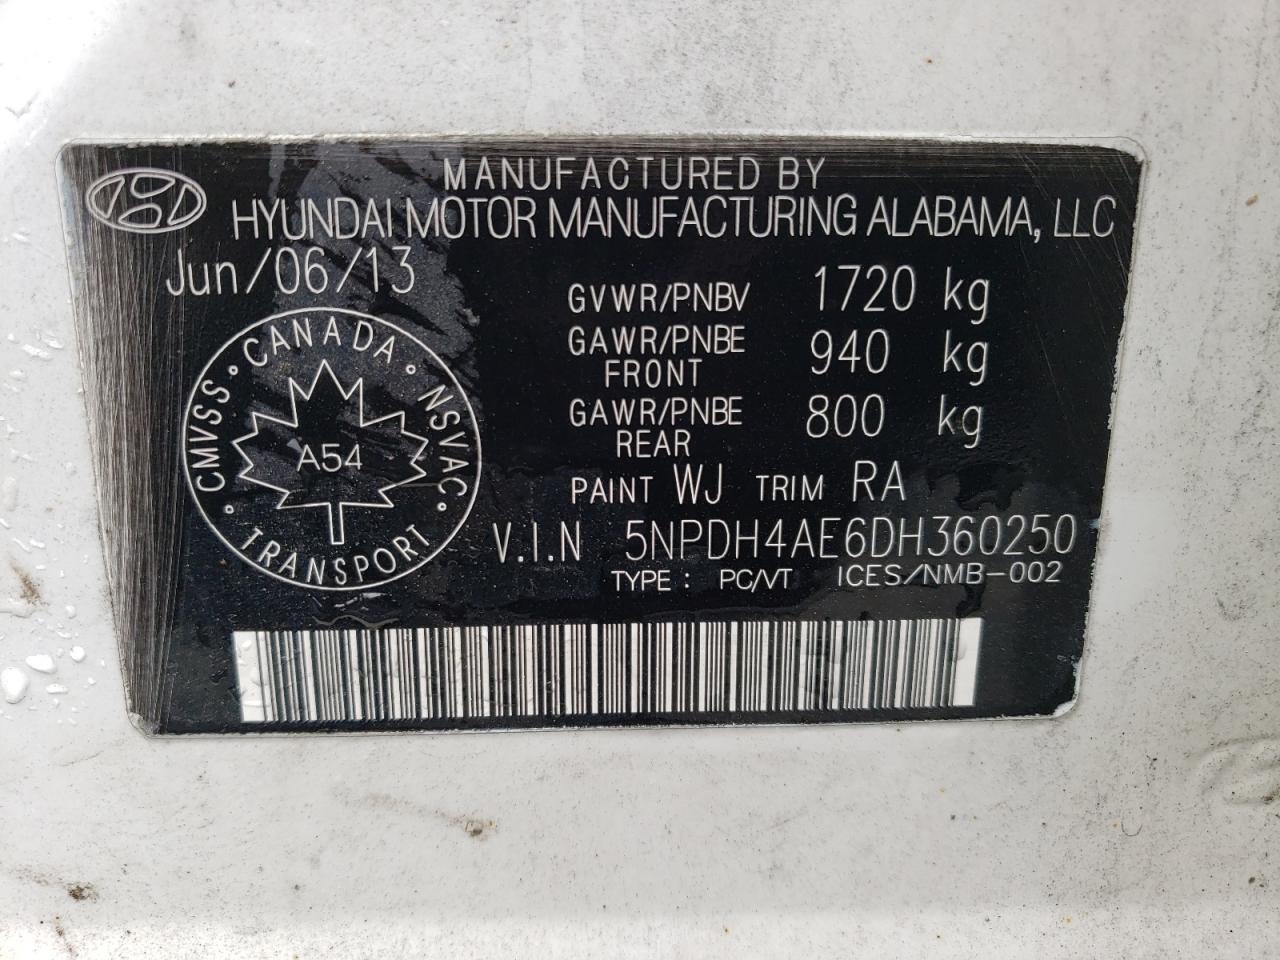 MANUFACTURED BY
HYUNDAI MOTOR MANUFACTURING ALABAMA, LLC
Jun/06/13
GVWR/PNBV 1720 kg
GAWR/PNBE FRONT 940 kg
GAWR/PNBE REAR 800 kg
PAINT WJ TRIM RA
V.I.N 5NPDH4AE6DH360250
TYPE : PC/VT ICES/NMB-002
CMVSS · CANADA · NSVAC · TRANSPORT ·
A54